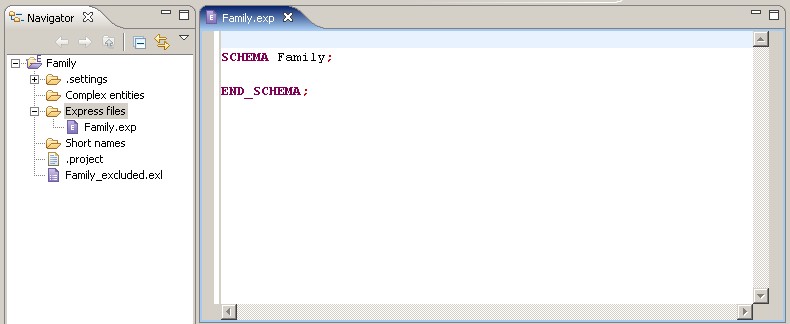 Navigator
Family
.settings
Complex entities
Express files
Family.exp
Short names
.project
Family_excluded.exl
Family.exp
SCHEMA Family;
END_SCHEMA;